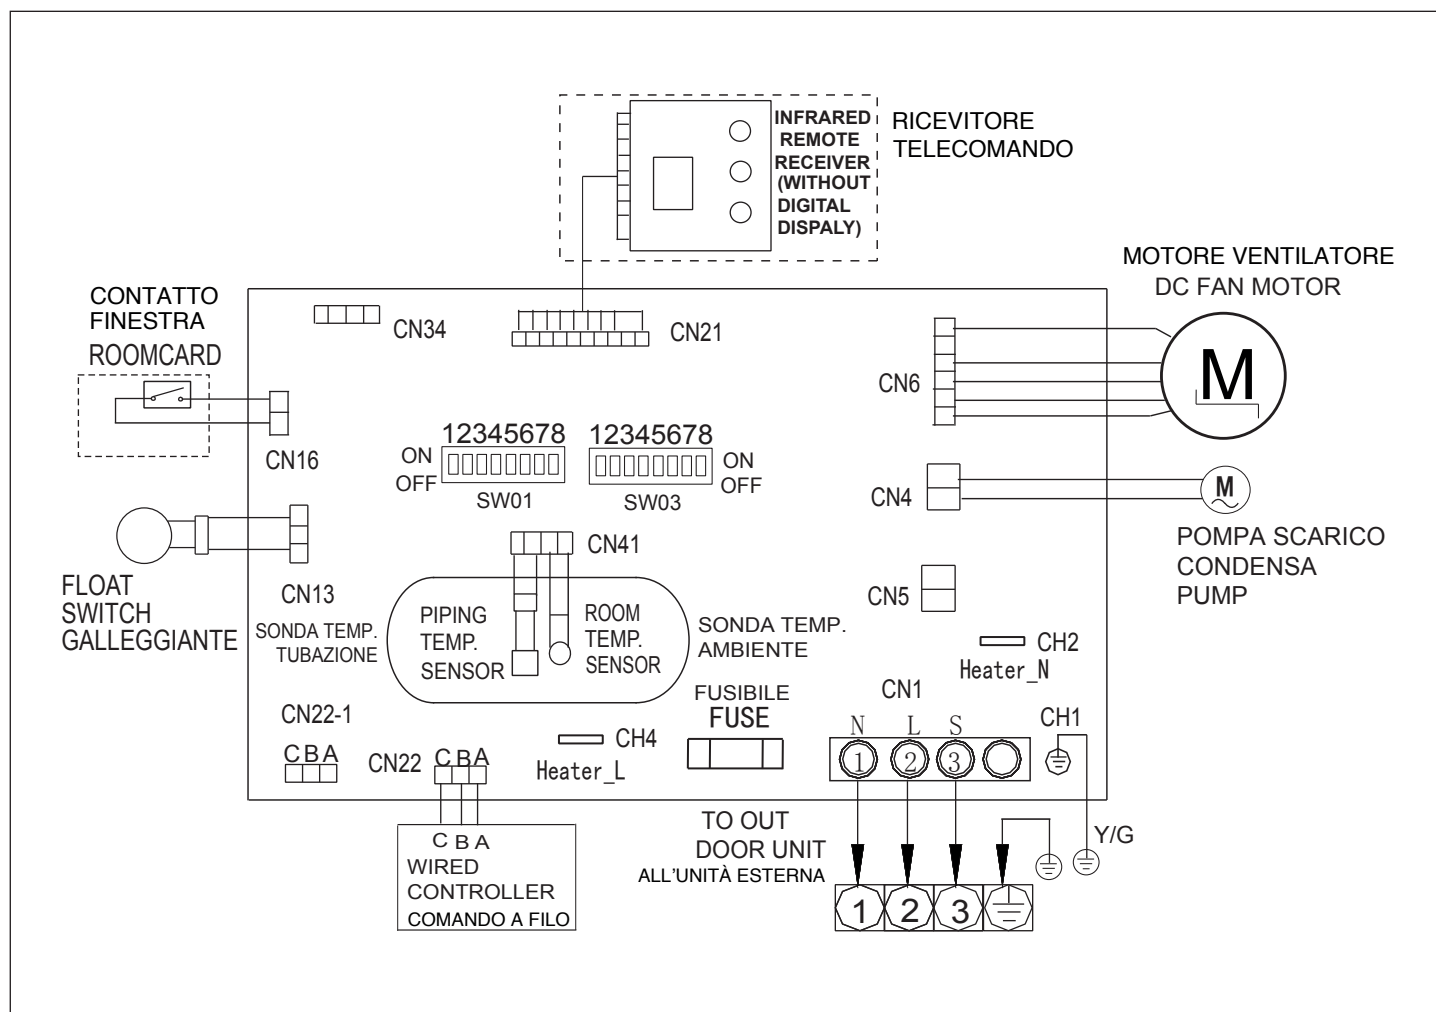 INFRARED
REMOTE
RECEIVER
(WITHOUT
DIGITAL
DISPALY)
RICEVITORE
TELECOMANDO
MOTORE VENTILATORE
DC FAN MOTOR
M
CONTATTO
FINESTRA
ROOMCARD
CN34
CN21
CN6
CN16
12345678
ON
OFF
SW01
12345678
ON
OFF
SW03
CN4
M
POMPA SCARICO
CONDENSA
PUMP
CN41
CN13
FLOAT
SWITCH
GALLEGGIANTE
SONDA TEMP.
TUBAZIONE
PIPING
TEMP.
SENSOR
ROOM
TEMP.
SENSOR
SONDA TEMP.
AMBIENTE
CN5
CH2
Heater_N
CN1
FUSIBILE
FUSE
CN22-1
C B A
CN22
C B A
CH4
Heater_L
N L S
1 2 3
CH1
Y/G
C B A
WIRED
CONTROLLER
COMANDO A FILO
TO OUT
DOOR UNIT
ALL'UNITÀ ESTERNA
1 2 3